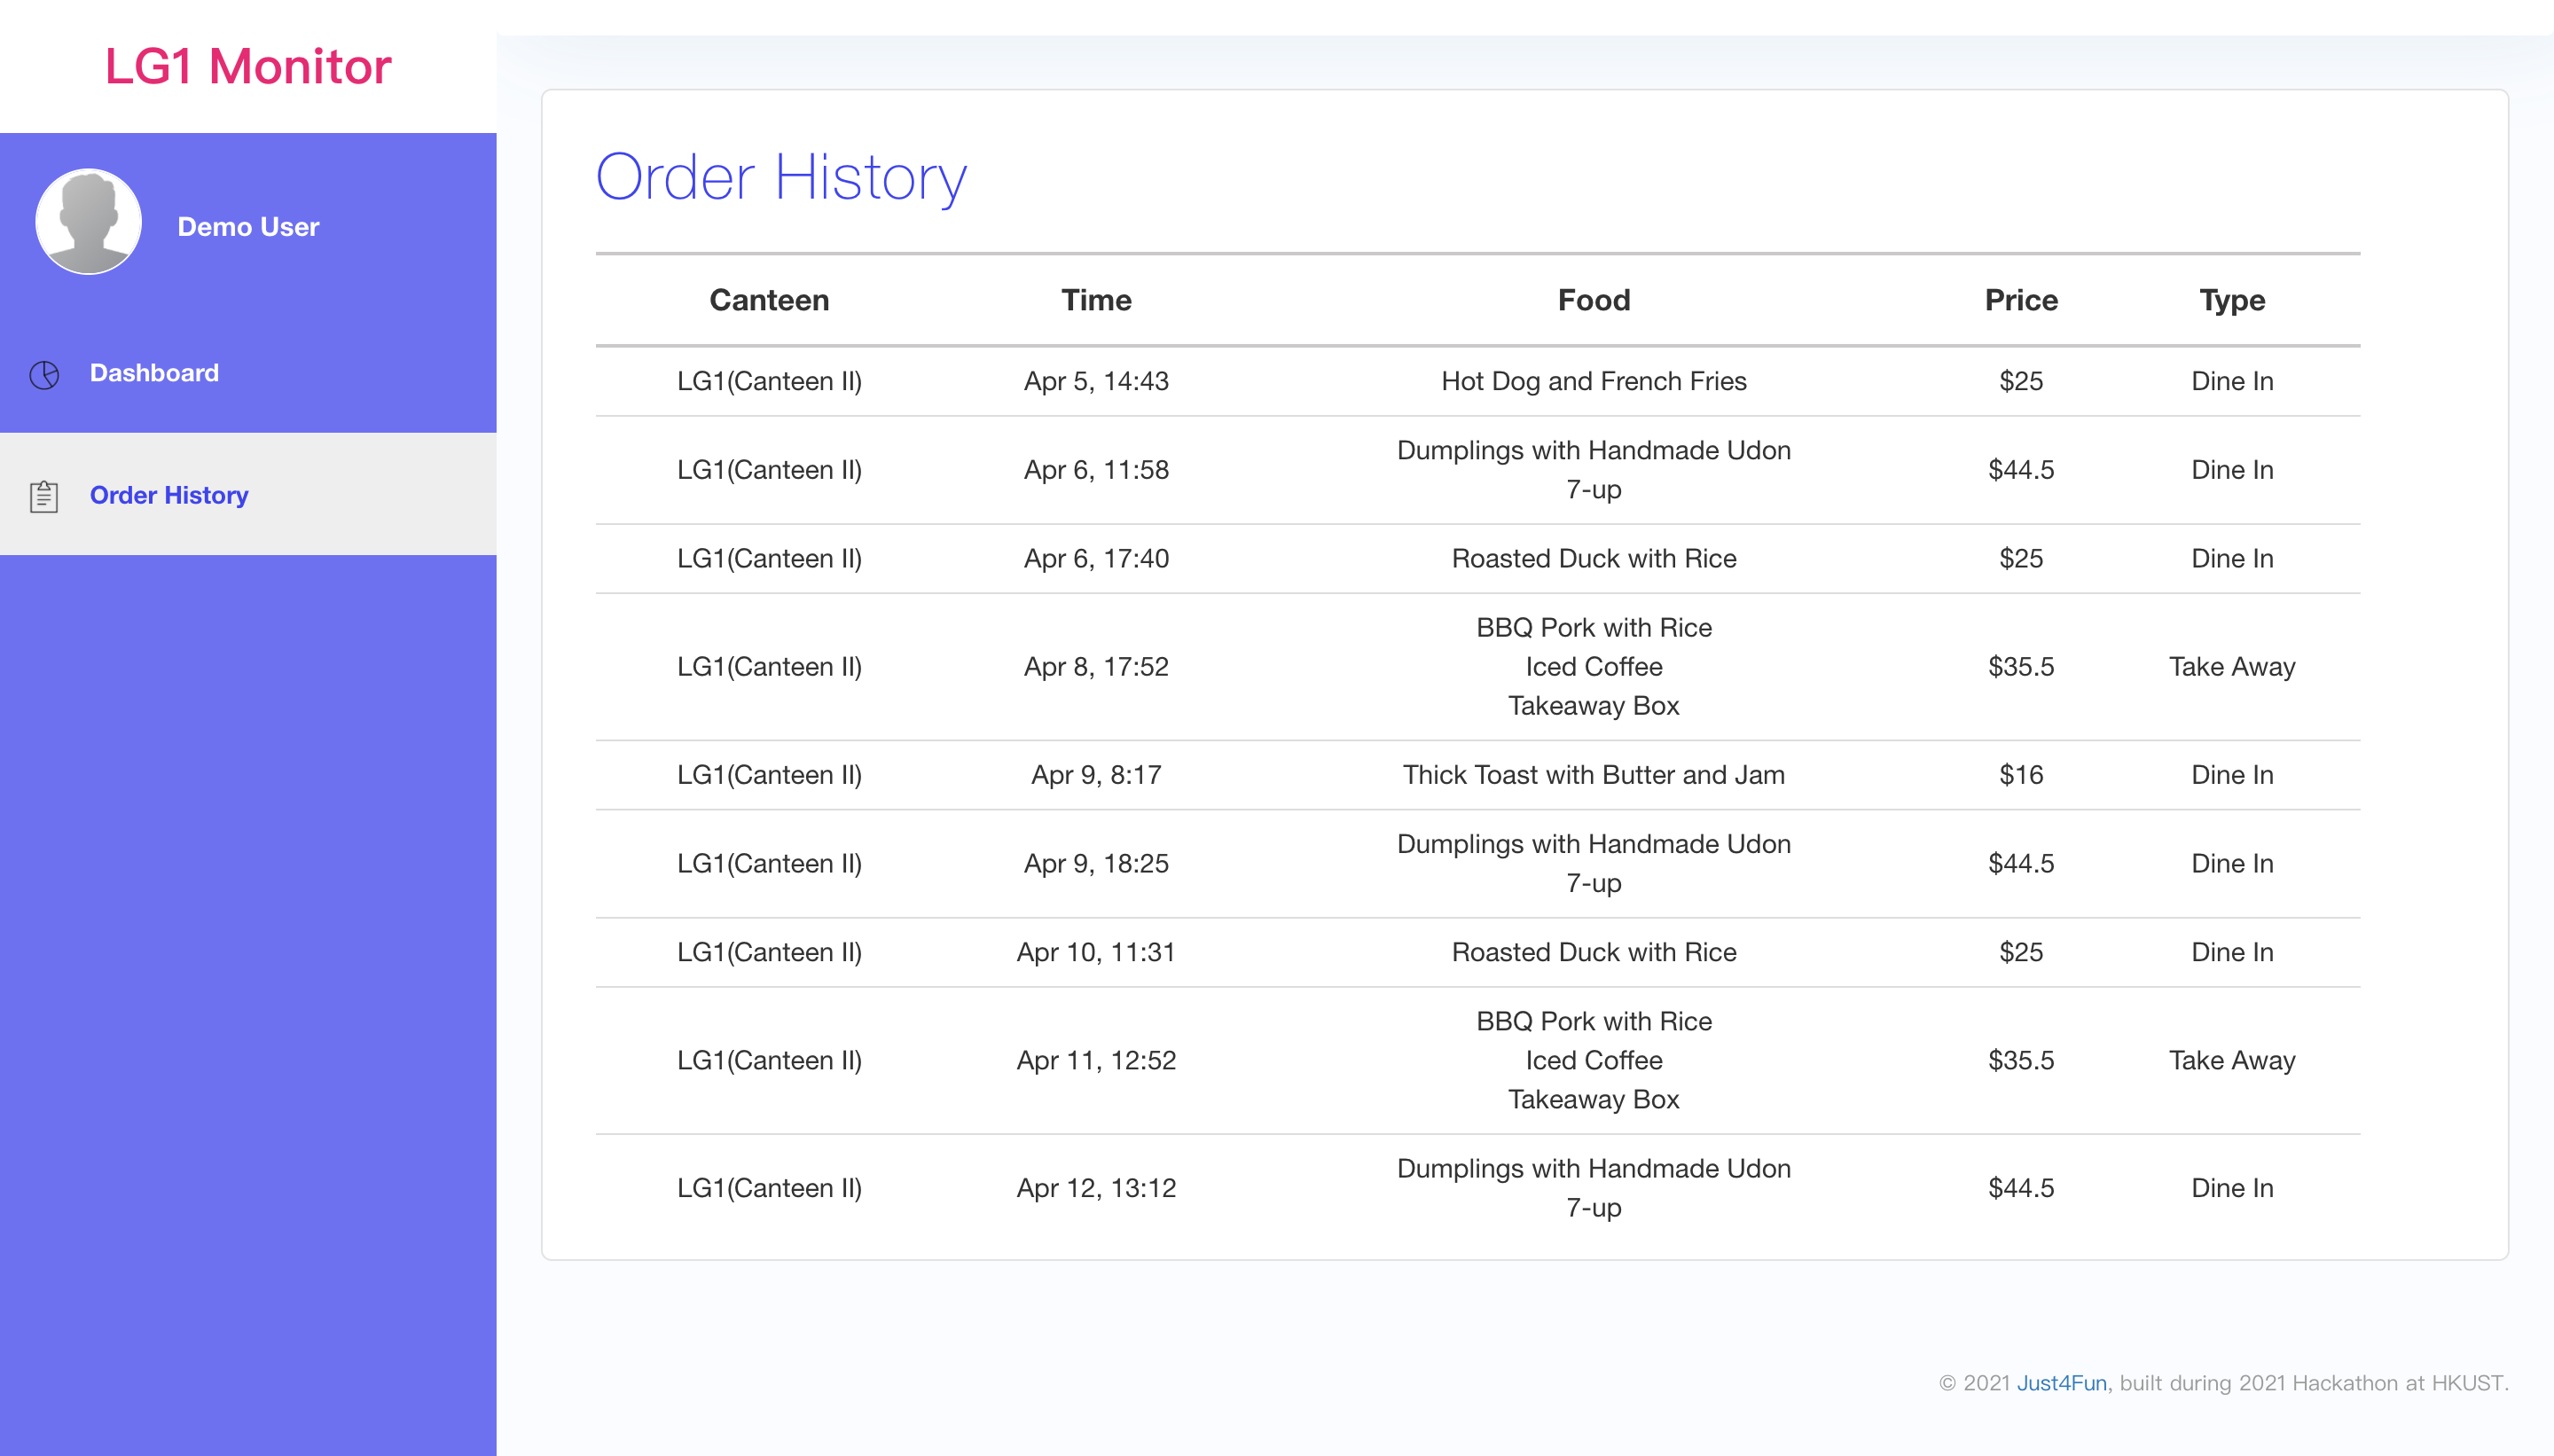 LG1 Monitor
Demo User
Dashboard
Order History
Order History
Canteen Time Food Price Type
LG1(Canteen II) Apr 5, 14:43 Hot Dog and French Fries $25 Dine In
LG1(Canteen II) Apr 6, 11:58 Dumplings with Handmade Udon $44.5 Dine In
7-up
LG1(Canteen II) Apr 6, 17:40 Roasted Duck with Rice $25 Dine In
BBQ Pork with Rice
LG1(Canteen II) Apr 8, 17:52 Iced Coffee $35.5 Take Away
Takeaway Box
LG1(Canteen II) Apr 9, 8:17 Thick Toast with Butter and Jam $16 Dine In
LG1(Canteen II) Apr 9, 18:25 Dumplings with Handmade Udon $44.5 Dine In
7-up
LG1(Canteen II) Apr 10, 11:31 Roasted Duck with Rice $25 Dine In
BBQ Pork with Rice
LG1(Canteen II) Apr 11, 12:52 Iced Coffee $35.5 Take Away
Takeaway Box
LG1(Canteen II) Apr 12, 13:12 Dumplings with Handmade Udon $44.5 Dine In
7-up
© 2021 Just4Fun, built during 2021 Hackathon at HKUST.